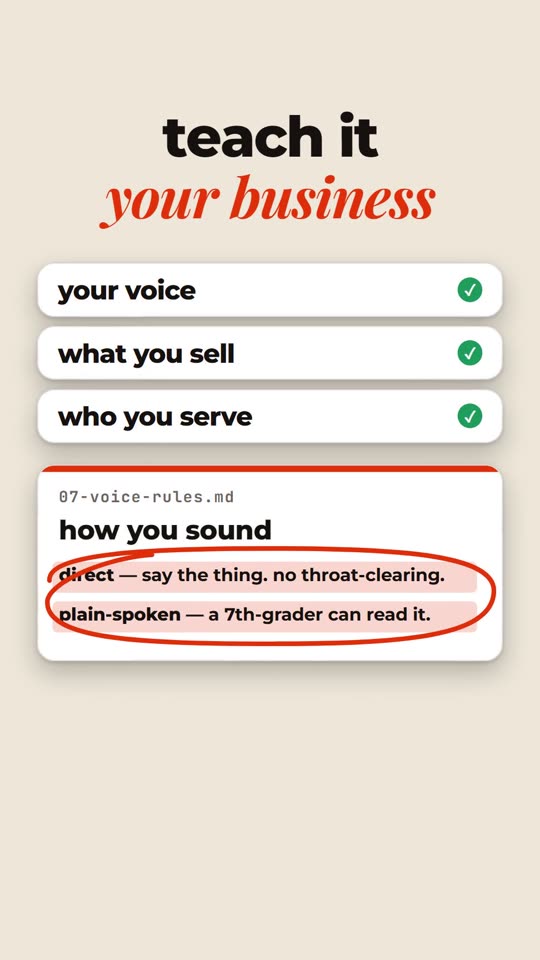 teach it
your business
your voice
what you sell
who you serve
07-voice-rules.md
how you sound
direct — say the thing. no throat-clearing.
plain-spoken — a 7th-grader can read it.